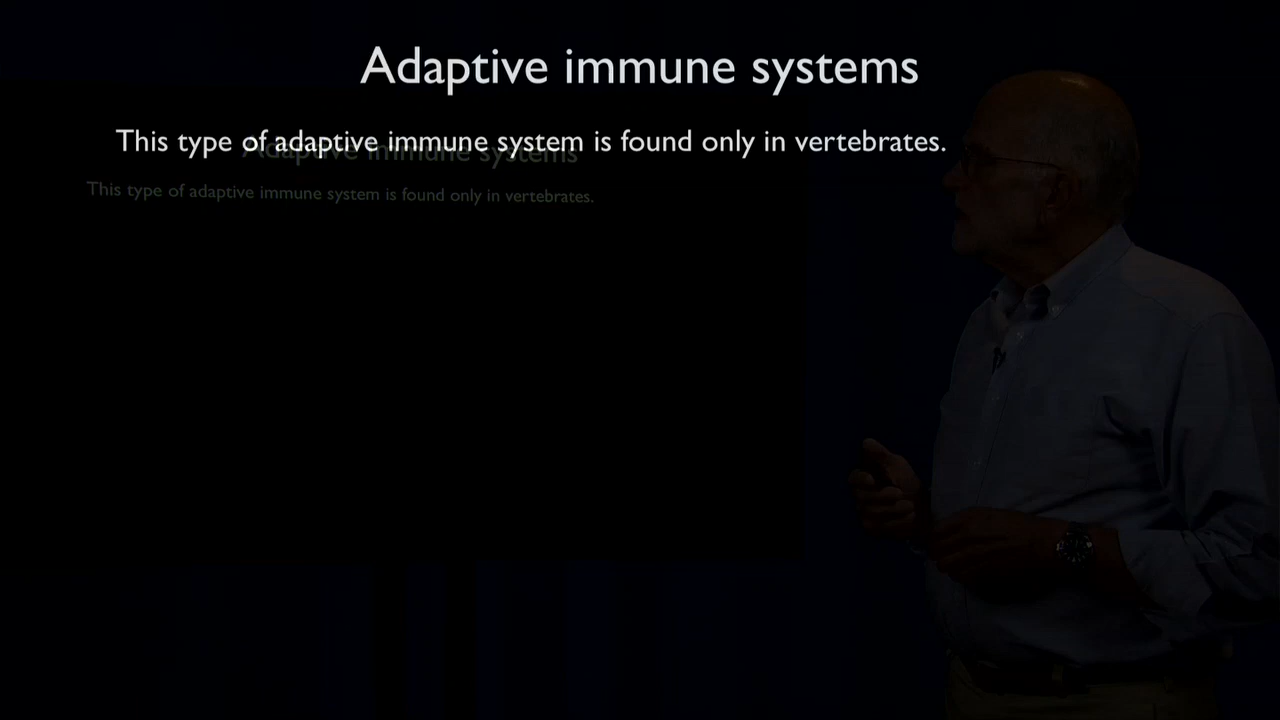 Adaptive immune systems
This type of adaptive immune system is found only in vertebrates.
Adaptive immune systems
This type of adaptive immune system is found only in vertebrates.